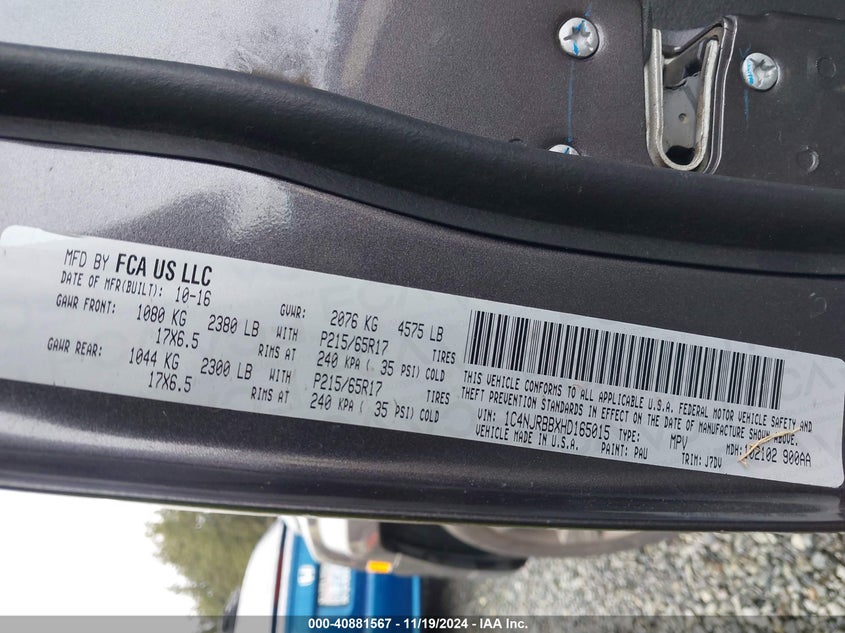 MFD BY FCA US LLC
DATE OF MFR(BUILT): 10-16
GAWR FRONT: 1080 KG 2380 LB WITH
17X6.5 RIMS AT
GAWR REAR: 1044 KG 2300 LB WITH
17X6.5 RIMS AT
GVWR: 2076 KG 4575 LB
P215/65R17 TIRES
240 KPA ( 35 PSI) COLD
P215/65R17 TIRES
240 KPA ( 35 PSI) COLD
THIS VEHICLE CONFORMS TO ALL APPLICABLE U.S.A. FEDERAL MOTOR VEHICLE SAFETY AND
THEFT PREVENTION STANDARDS IN EFFECT ON THE DATE OF MANUFACTURE SHOWN ABOVE.
VIN: 1C4NJRBBXHD165015 TYPE: MPV
VEHICLE MADE IN U.S.A. PAINT: PAU TRIM: J7DV
MDH: 900AA
000-40881567 - 11/19/2024 - IAA Inc.